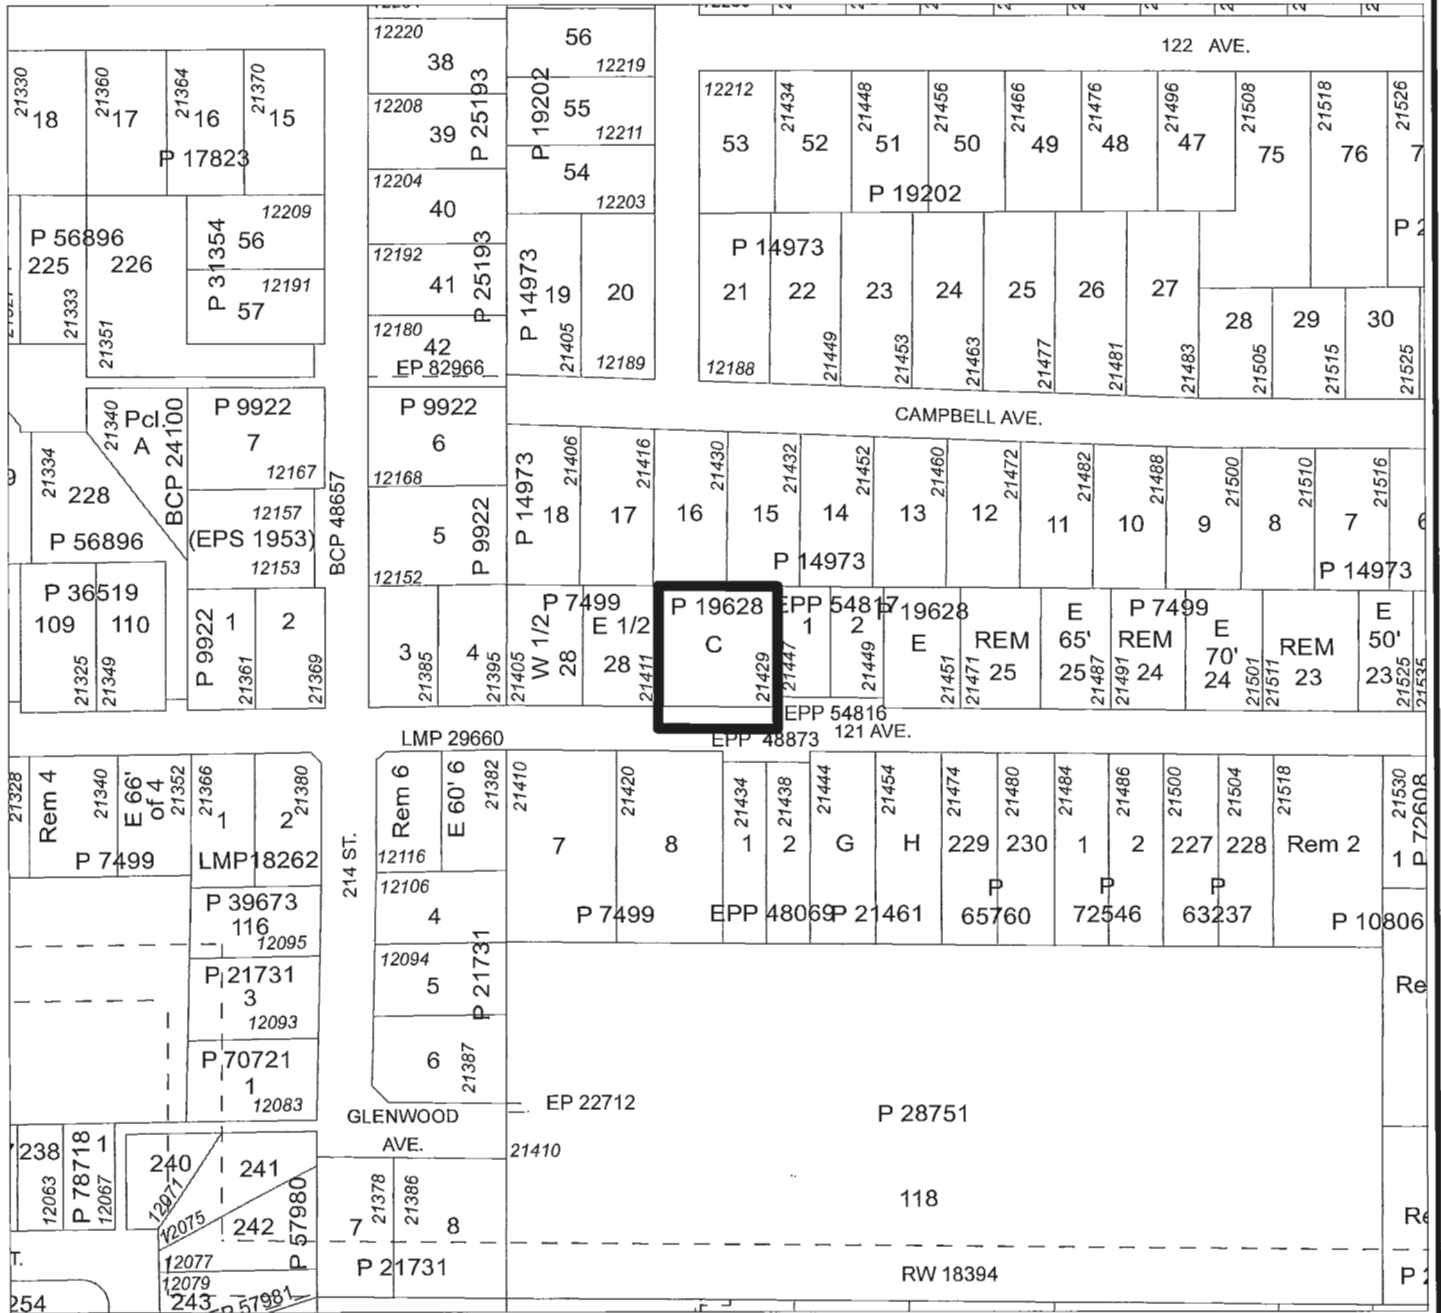 122 AVE.
21330
18
21360
17
21364
16
21370
15
P 17823
12220
38
12208
39
P 25193
12204
40
12192
41
P 25193
12180
42
EP 82966
56
12219
P 19202
55
12211
54
12203
12212
53
21434
52
21448
51
21456
50
21466
49
21476
48
21496
47
21508
75
21518
76
21526
P 19202
P 56896
225
226
21333
21351
P 31354
12209
56
12191
57
P 14973
19
21405
20
12189
P 14973
21
12188
22
21449
23
21453
24
21463
25
21477
26
21481
27
21483
28
21505
29
21515
30
21525
CAMPBELL AVE.
21340
Pcl.
A
BCP 24100
P 9922
7
12167
21334
228
P 56896
12157
(EPS 1953)
12153
BCP 48657
P 9922
6
12168
5
P 9922
12152
P 14973
21406
18
21416
17
21430
16
21432
15
21452
14
P 14973
21460
13
21472
12
21482
11
21488
10
21500
9
21510
8
21516
7
P 14973
P 36519
109
110
21325
21349
P 9922
1
21361
2
21369
3
21385
4
21395
P 7499
21405
W 1/2
28
E 1/2
28
21411
P 19628
C
21429
EPP 54817
1
21447
2
21449
P 19628
E
21451
21471
REM
25
E
65'
25
21487
P 7499
21491
REM
24
E
70'
24
21501
21511
REM
23
E
50'
23
21525
21535
EPP 54816
121 AVE.
LMP 29660
EPP 48873
21328
Rem 4
21340
E 66'
of 4
21352
P 7499
21366
1
21380
2
LMP18262
214 ST.
Rem 6
12116
E 60' 6
21382
21410
7
21420
8
P 7499
21434
1
21438
2
EPP 48069
21444
G
21454
H
P 21461
21474
229
21480
230
P
65760
21484
1
21486
2
P
72546
21500
227
21504
228
P
63237
21518
Rem 2
21530
1
P 72608
P 10806
P 39673
116
12095
P 21731
3
12093
P 70721
1
12083
12106
4
12094
5
P 21731
6
21387
GLENWOOD
AVE.
EP 22712
21410
P 28751
118
238
12063
P 78718
1
12067
240
12071
241
12075
242
P 57980
12077
12079
243
7
21378
21386
8
P 21731
RW 18394
254